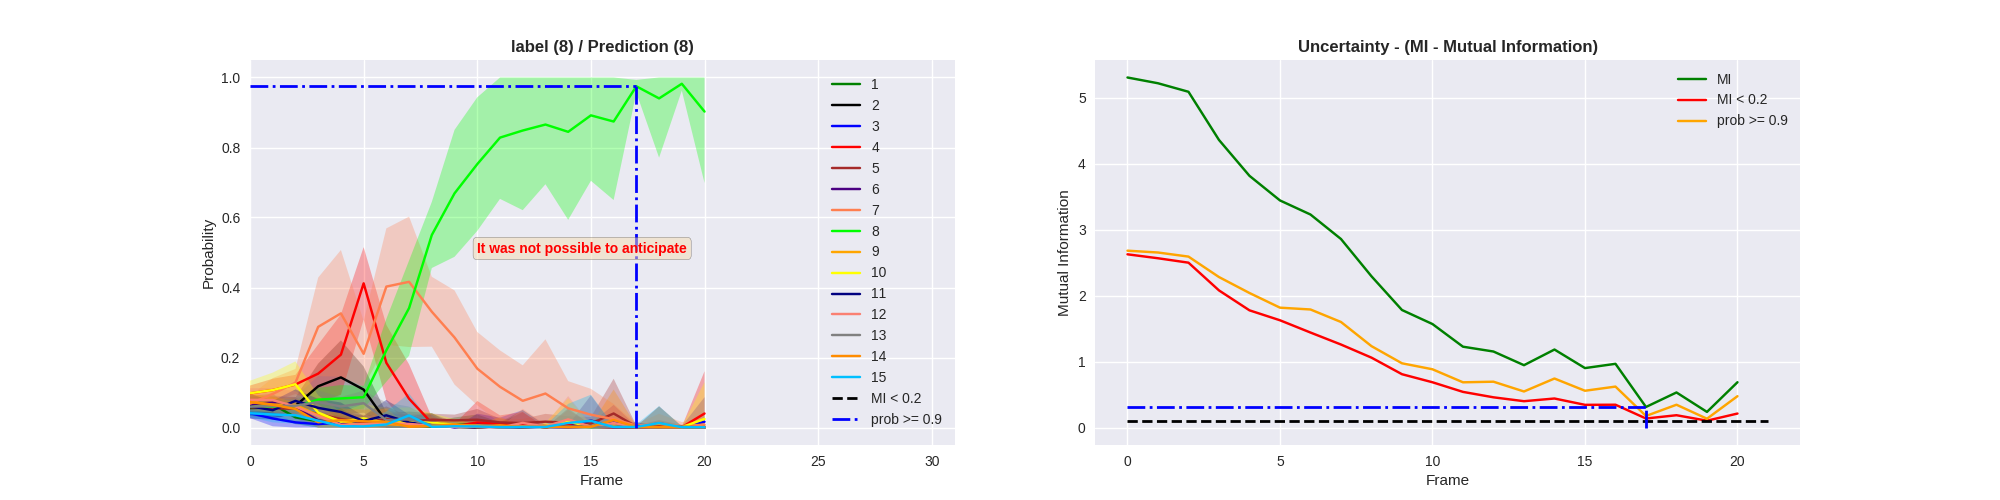 label (8) / Prediction (8)
Probability
1.0
0.8
0.6
0.4
0.2
0.0
It was not possible to anticipate
1
2
3
4
5
6
7
8
9
10
11
12
13
14
15
MI < 0.2
prob >= 0.9
0 5 10 15 20 25 30
Frame
Uncertainty - (MI - Mutual Information)
Mutual Information
5
4
3
2
1
0
MI
MI < 0.2
prob >= 0.9
0 5 10 15 20
Frame